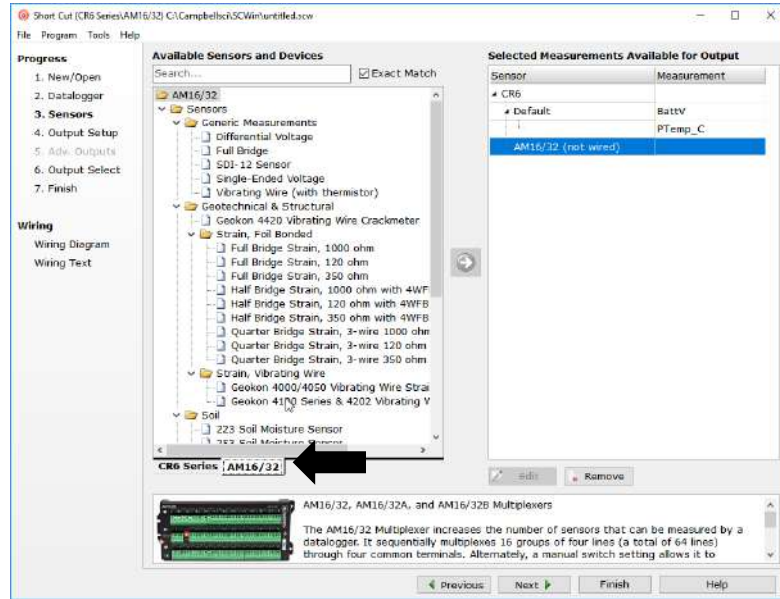 Short Cut (CR6 Series\AM16/32) C:\Campbellsci\SCWin\untitled.scw
File Program Tools Help
Progress
1. New/Open
2. Datalogger
3. Sensors
4. Output Setup
5. Adv. Outputs
6. Output Select
7. Finish
Wiring
Wiring Diagram
Wiring Text
Available Sensors and Devices
Search...
Exact Match
AM16/32
Sensors
Generic Measurements
Differential Voltage
Full Bridge
SDI-12 Sensor
Single-Ended Voltage
Vibrating Wire (with thermistor)
Geotechnical & Structural
Geokon 4420 Vibrating Wire Crackmeter
Strain, Foil Bonded
Full Bridge Strain, 1000 ohm
Full Bridge Strain, 120 ohm
Full Bridge Strain, 350 ohm
Half Bridge Strain, 1000 ohm with 4WF
Half Bridge Strain, 120 ohm with 4WFB
Half Bridge Strain, 350 ohm with 4WFB
Quarter Bridge Strain, 3-wire 1000 ohm
Quarter Bridge Strain, 3-wire 120 ohm
Quarter Bridge Strain, 3-wire 350 ohm
Strain, Vibrating Wire
Geokon 4000/4050 Vibrating Wire Strai
Geokon 4100 Series & 4202 Vibrating W
Soil
223 Soil Moisture Sensor
253 Soil Moisture Sensor
CR6 Series AM16/32
Selected Measurements Available for Output
Sensor Measurement
CR6
Default BattV
PTemp_C
AM16/32 (not wired)
Edit Remove
AM16/32, AM16/32A, and AM16/32B Multiplexers
The AM16/32 Multiplexer increases the number of sensors that can be measured by a
datalogger. It sequentially multiplexes 16 groups of four lines (a total of 64 lines)
through four common terminals. Alternately, a manual switch setting allows it to
Previous Next Finish Help